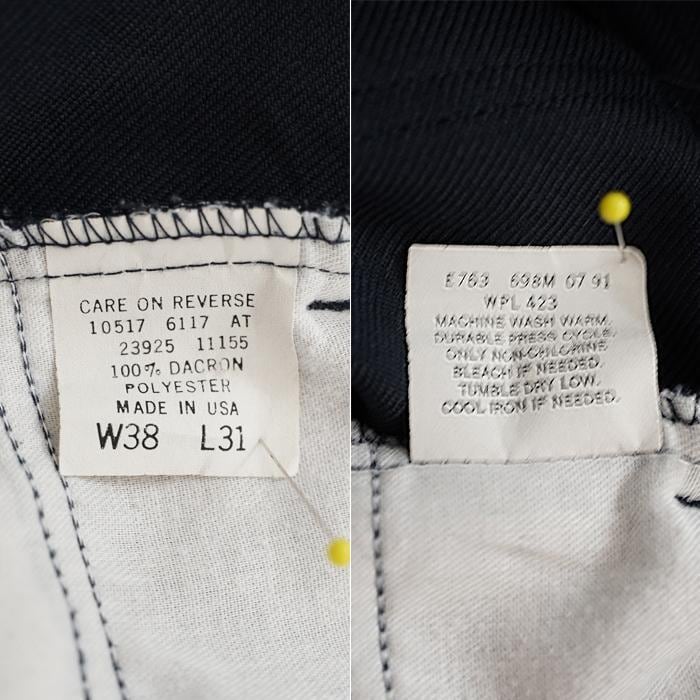 CARE ON REVERSE
10517 6117 AT
23925 11155
100% DACRON
POLYESTER
MADE IN USA
W38 L31
E763 698M 07 91
WPL 423
MACHINE WASH WARM.
DURABLE PRESS CYCLE.
ONLY NON-CHLORINE
BLEACH IF NEEDED.
TUMBLE DRY LOW.
COOL IRON IF NEEDED.